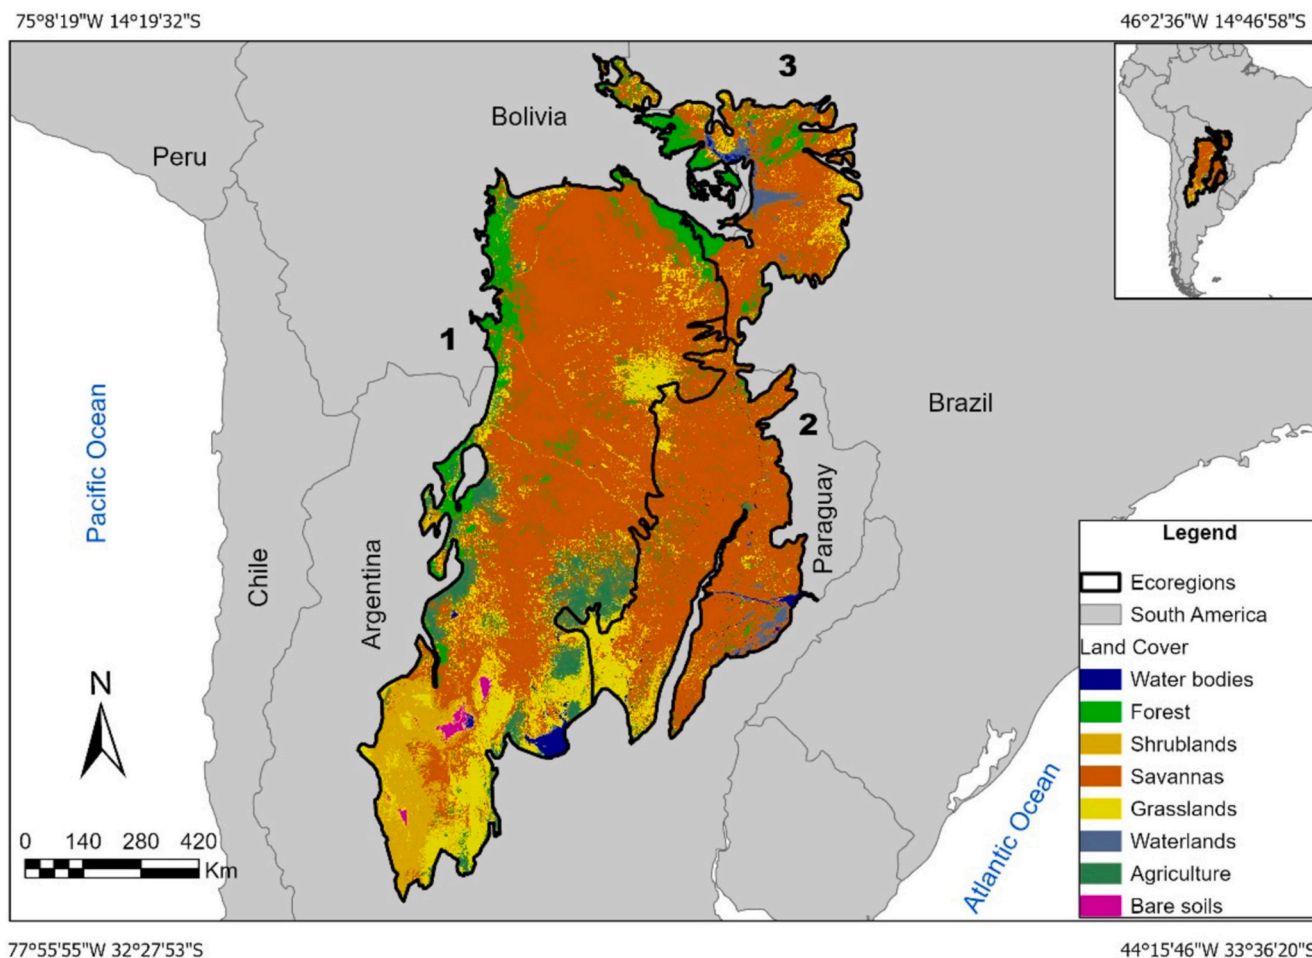 75°8'19"W 14°19'32"S
46°2'36"W 14°46'58"S
3
Bolivia
Peru
1
Brazil
2
Pacific Ocean
Chile
Argentina
Paraguay
Atlantic Ocean
N
0 140 280 420
Km
Legend
Ecoregions
South America
Land Cover
Water bodies
Forest
Shrublands
Savannas
Grasslands
Waterlands
Agriculture
Bare soils
77°55'55"W 32°27'53"S
44°15'46"W 33°36'20"S